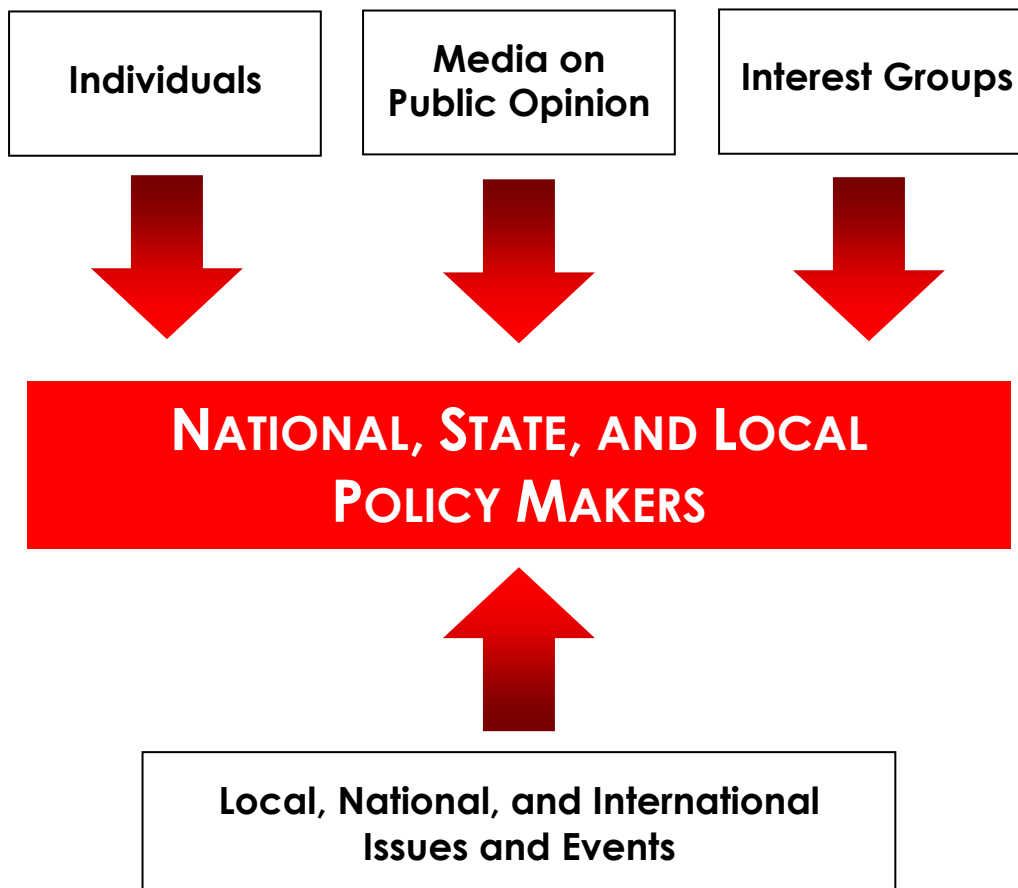 Individuals
Media on
Public Opinion
Interest Groups
NATIONAL, STATE, AND LOCAL
POLICY MAKERS
Local, National, and International
Issues and Events